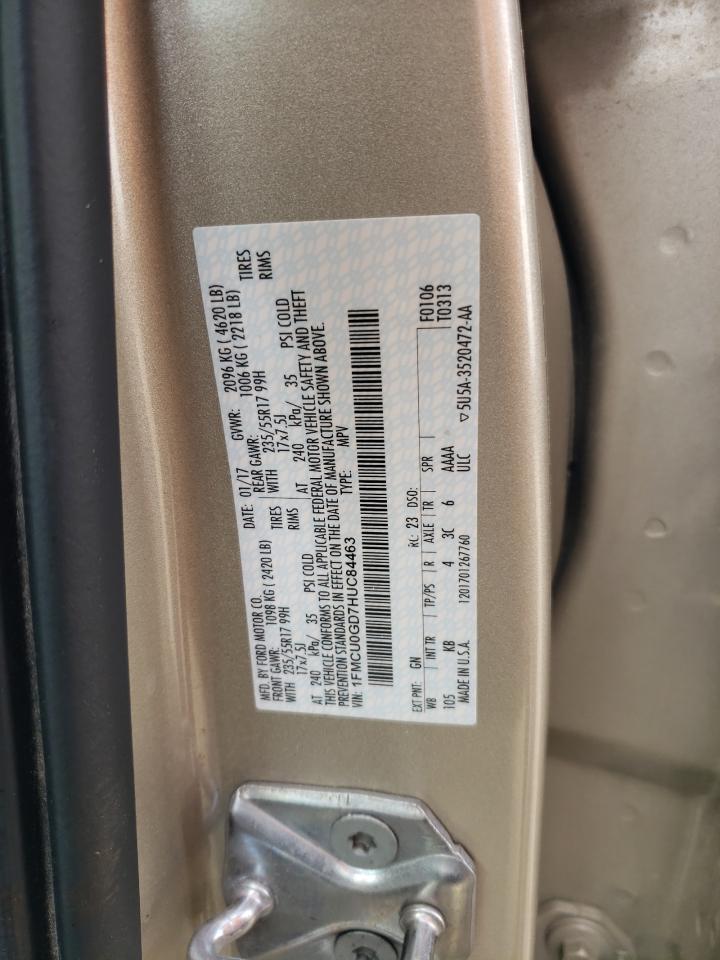 MFD. BY FORD MOTOR CO.
DATE: 01/17 GVWR: 2096 KG ( 4620 LB)
FRONT GAWR: 1098 KG (2420 LB)
REAR GAWR: 1006 KG ( 2218 LB)
WITH 235/55R17 99H TIRES
WITH 235/55R17 99H TIRES
17x7.5J RIMS
17x7.5J RIMS
AT 240 kPa/ 35 PSI COLD
AT 240 kPa/ 35 PSI COLD
THIS VEHICLE CONFORMS TO ALL APPLICABLE FEDERAL MOTOR VEHICLE SAFETY AND THEFT
PREVENTION STANDARDS IN EFFECT ON THE DATE OF MANUFACTURE SHOWN ABOVE.
VIN: 1FMCU0GD7HUC84463 TYPE: MPV
F0106
T0313
EXT PNT: GN RC: 23 DSO:
WB INT TR TP/PS R AXLE TR SPR
105 KB 4 3C 6 AAAA
MADE IN U.S.A. 1201701267760 ULC ▽5U5A-3520472-AA